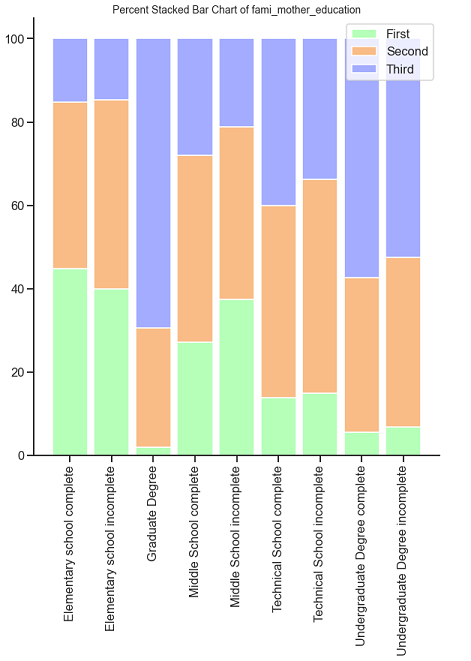 Percent Stacked Bar Chart of fami_mother_education
First
Second
Third
100
80
60
40
20
0
Elementary school complete
Elementary school incomplete
Graduate Degree
Middle School complete
Middle School incomplete
Technical School complete
Technical School incomplete
Undergraduate Degree complete
Undergraduate Degree incomplete